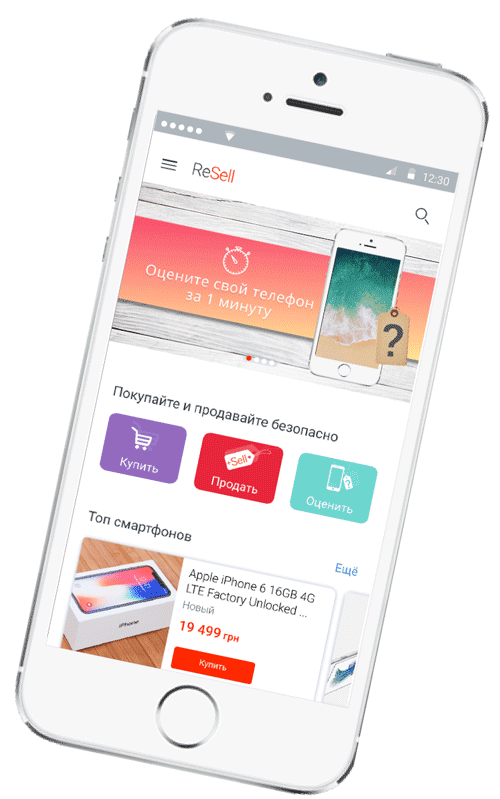 12:30
ReSell
Оцените свой телефон
за 1 минуту
?
Покупайте и продавайте безопасно
Купить
Sell
Продать
Оценить
Топ смартфонов
Ещё
iPhone
Apple iPhone 6 16GB 4G
LTE Factory Unlocked ...
Новый
19 499 грн
Купить